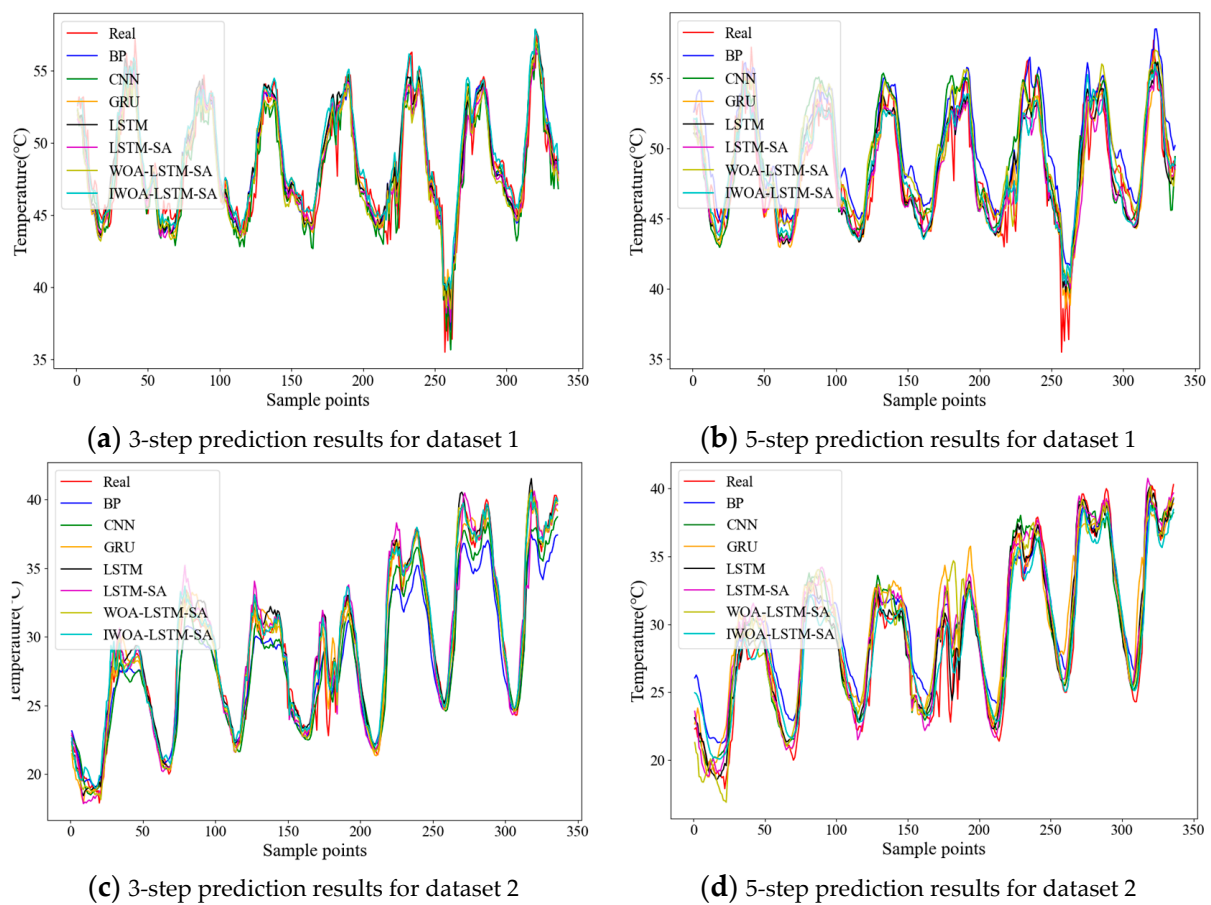 Real
BP
CNN
GRU
LSTM
LSTM-SA
WOA-LSTM-SA
IWOA-LSTM-SA
Temperature(°C)
55
50
45
40
35
0 50 100 150 200 250 300 350
Sample points
(a) 3-step prediction results for dataset 1
Real
BP
CNN
GRU
LSTM
LSTM-SA
WOA-LSTM-SA
IWOA-LSTM-SA
Temperature(°C)
55
50
45
40
35
0 50 100 150 200 250 300 350
Sample points
(b) 5-step prediction results for dataset 1
Real
BP
CNN
GRU
LSTM
LSTM-SA
WOA-LSTM-SA
IWOA-LSTM-SA
Temperature(°C)
40
35
30
25
20
0 50 100 150 200 250 300 350
Sample points
(c) 3-step prediction results for dataset 2
Real
BP
CNN
GRU
LSTM
LSTM-SA
WOA-LSTM-SA
IWOA-LSTM-SA
Temperature(°C)
40
35
30
25
20
0 50 100 150 200 250 300 350
Sample points
(d) 5-step prediction results for dataset 2